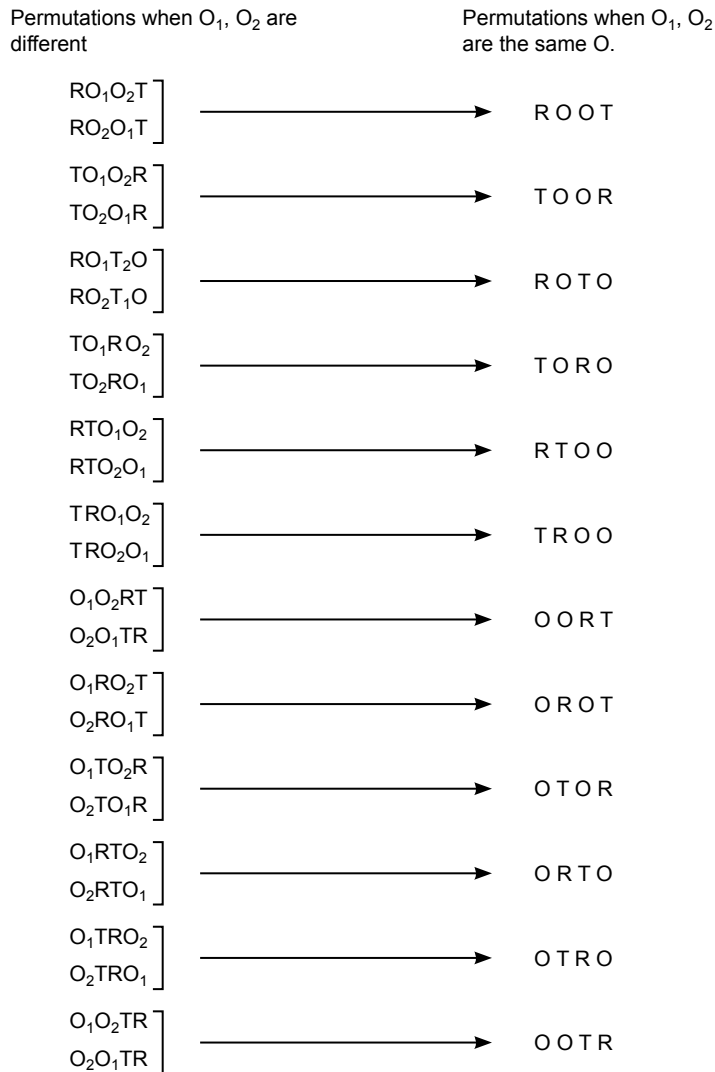 Permutations when O₁, O₂ are different
Permutations when O₁, O₂ are the same O.
RO₁O₂T
RO₂O₁T
R O O T
TO₁O₂R
TO₂O₁R
T O O R
RO₁T₂O
RO₂T₁O
R O T O
TO₁RO₂
TO₂RO₁
T O R O
RTO₁O₂
RTO₂O₁
R T O O
TRO₁O₂
TRO₂O₁
T R O O
O₁O₂RT
O₂O₁TR
O O R T
O₁RO₂T
O₂RO₁T
O R O T
O₁TO₂R
O₂TO₁R
O T O R
O₁RTO₂
O₂RTO₁
O R T O
O₁TRO₂
O₂TRO₁
O T R O
O₁O₂TR
O₂O₁TR
O O T R